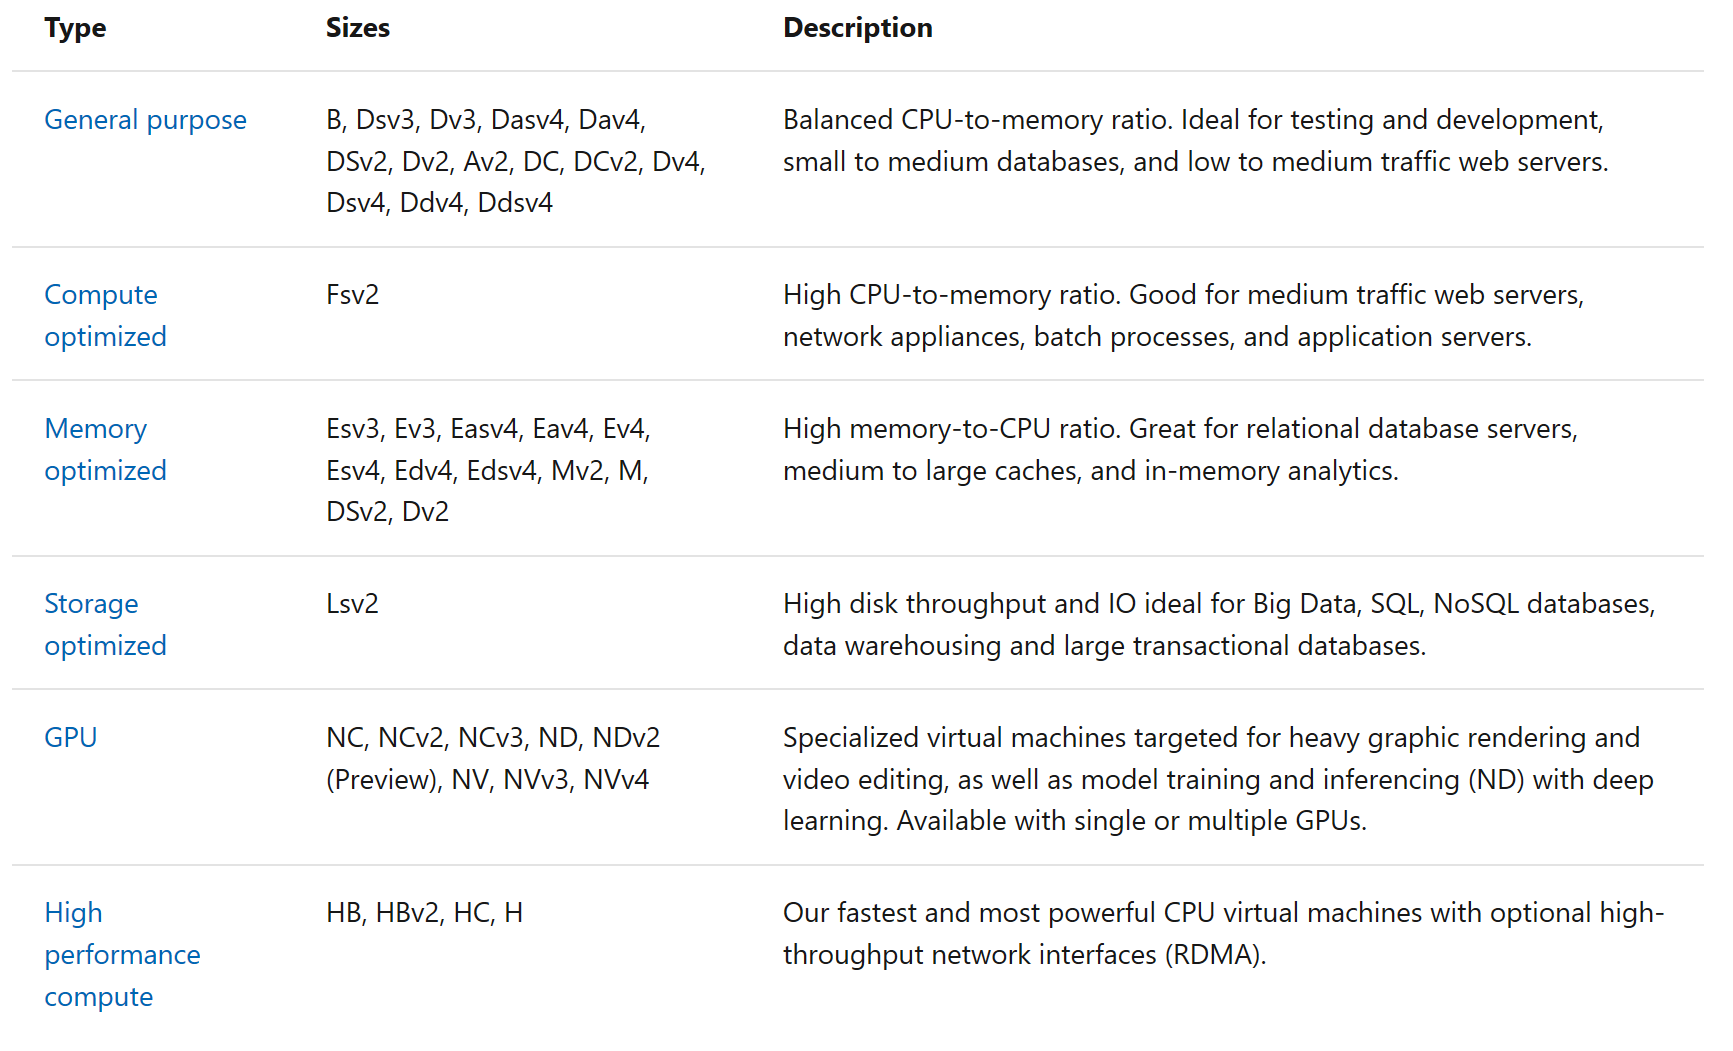 Type Sizes Description
General purpose B, Dsv3, Dv3, Dasv4, Dav4, Balanced CPU-to-memory ratio. Ideal for testing and development,
DSv2, Dv2, Av2, DC, DCv2, Dv4, small to medium databases, and low to medium traffic web servers.
Dsv4, Ddv4, Ddsv4
Compute Fsv2 High CPU-to-memory ratio. Good for medium traffic web servers,
optimized network appliances, batch processes, and application servers.
Memory Esv3, Ev3, Easv4, Eav4, Ev4, High memory-to-CPU ratio. Great for relational database servers,
optimized Esv4, Edv4, Edsv4, Mv2, M, medium to large caches, and in-memory analytics.
DSv2, Dv2
Storage Lsv2 High disk throughput and IO ideal for Big Data, SQL, NoSQL databases,
optimized data warehousing and large transactional databases.
GPU NC, NCv2, NCv3, ND, NDv2 Specialized virtual machines targeted for heavy graphic rendering and
(Preview), NV, NVv3, NVv4 video editing, as well as model training and inferencing (ND) with deep
learning. Available with single or multiple GPUs.
High HB, HBv2, HC, H Our fastest and most powerful CPU virtual machines with optional high-
performance throughput network interfaces (RDMA).
compute